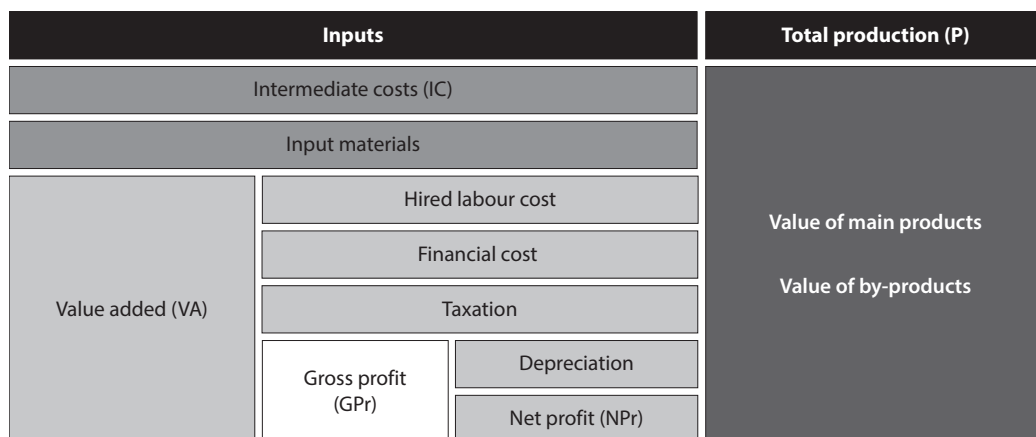 Inputs
Total production (P)
Intermediate costs (IC)
Input materials
Value added (VA)
Hired labour cost
Financial cost
Taxation
Gross profit
(GPr)
Depreciation
Net profit (NPr)
Value of main products
Value of by-products